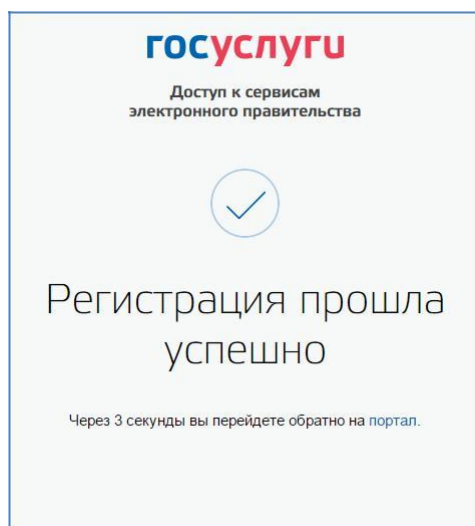 госуслуги
Доступ к сервисам
электронного правительства
Регистрация прошла
успешно
Через 3 секунды вы перейдете обратно на портал.